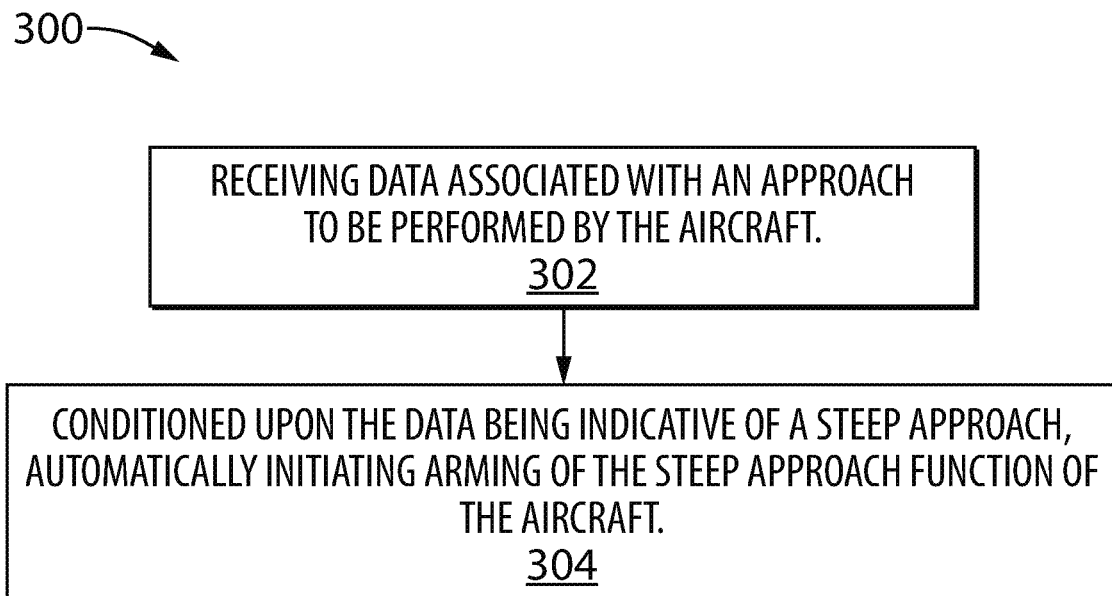 300
RECEIVING DATA ASSOCIATED WITH AN APPROACH
TO BE PERFORMED BY THE AIRCRAFT.
302
CONDITIONED UPON THE DATA BEING INDICATIVE OF A STEEP APPROACH,
AUTOMATICALLY INITIATING ARMING OF THE STEEP APPROACH FUNCTION OF
THE AIRCRAFT.
304